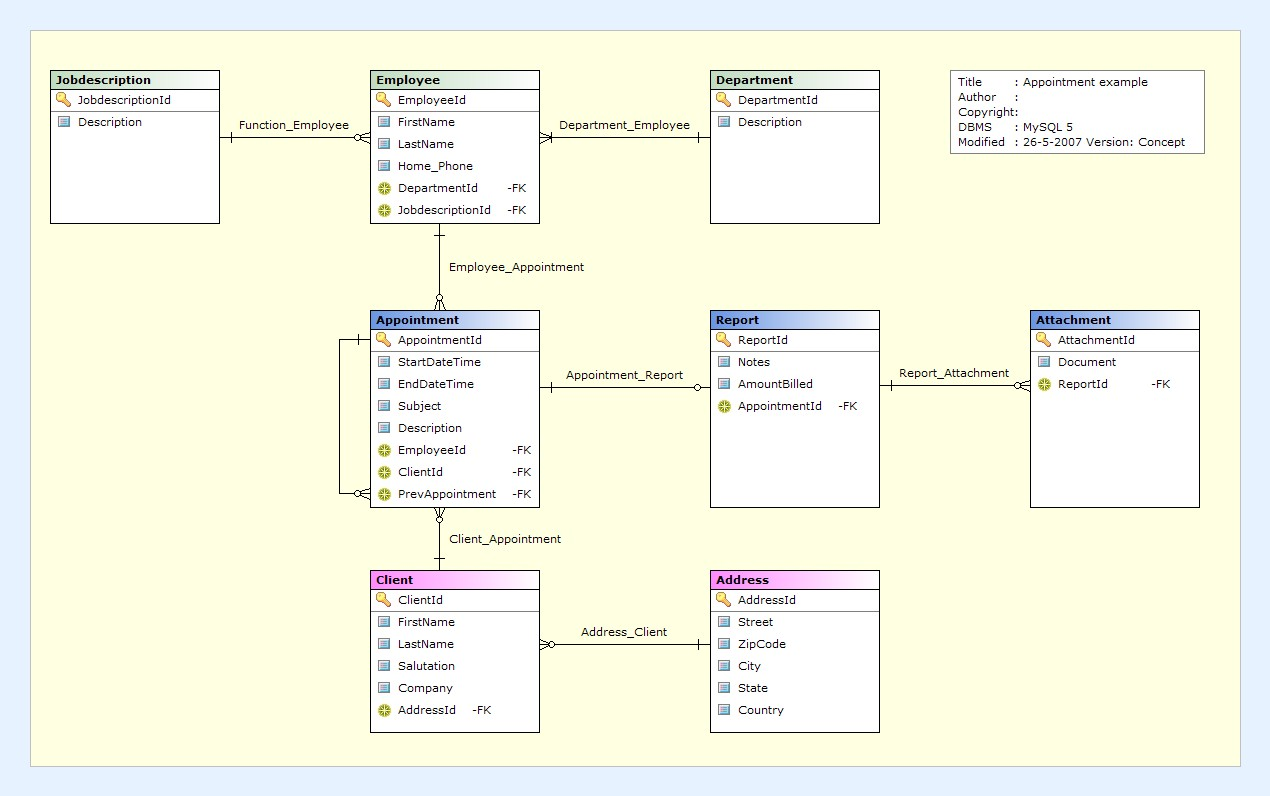 Jobdescription
JobdescriptionId
Description
Function_Employee
Employee
EmployeeId
FirstName
LastName
Home_Phone
DepartmentId -FK
JobdescriptionId -FK
Department_Employee
Department
DepartmentId
Description
Title : Appointment example
Author :
Copyright:
DBMS : MySQL 5
Modified : 26-5-2007 Version: Concept
Employee_Appointment
Appointment
AppointmentId
StartDateTime
EndDateTime
Subject
Description
EmployeeId -FK
ClientId -FK
PrevAppointment -FK
Appointment_Report
Report
ReportId
Notes
AmountBilled
AppointmentId -FK
Report_Attachment
Attachment
AttachmentId
Document
ReportId -FK
Client_Appointment
Client
ClientId
FirstName
LastName
Salutation
Company
AddressId -FK
Address_Client
Address
AddressId
Street
ZipCode
City
State
Country